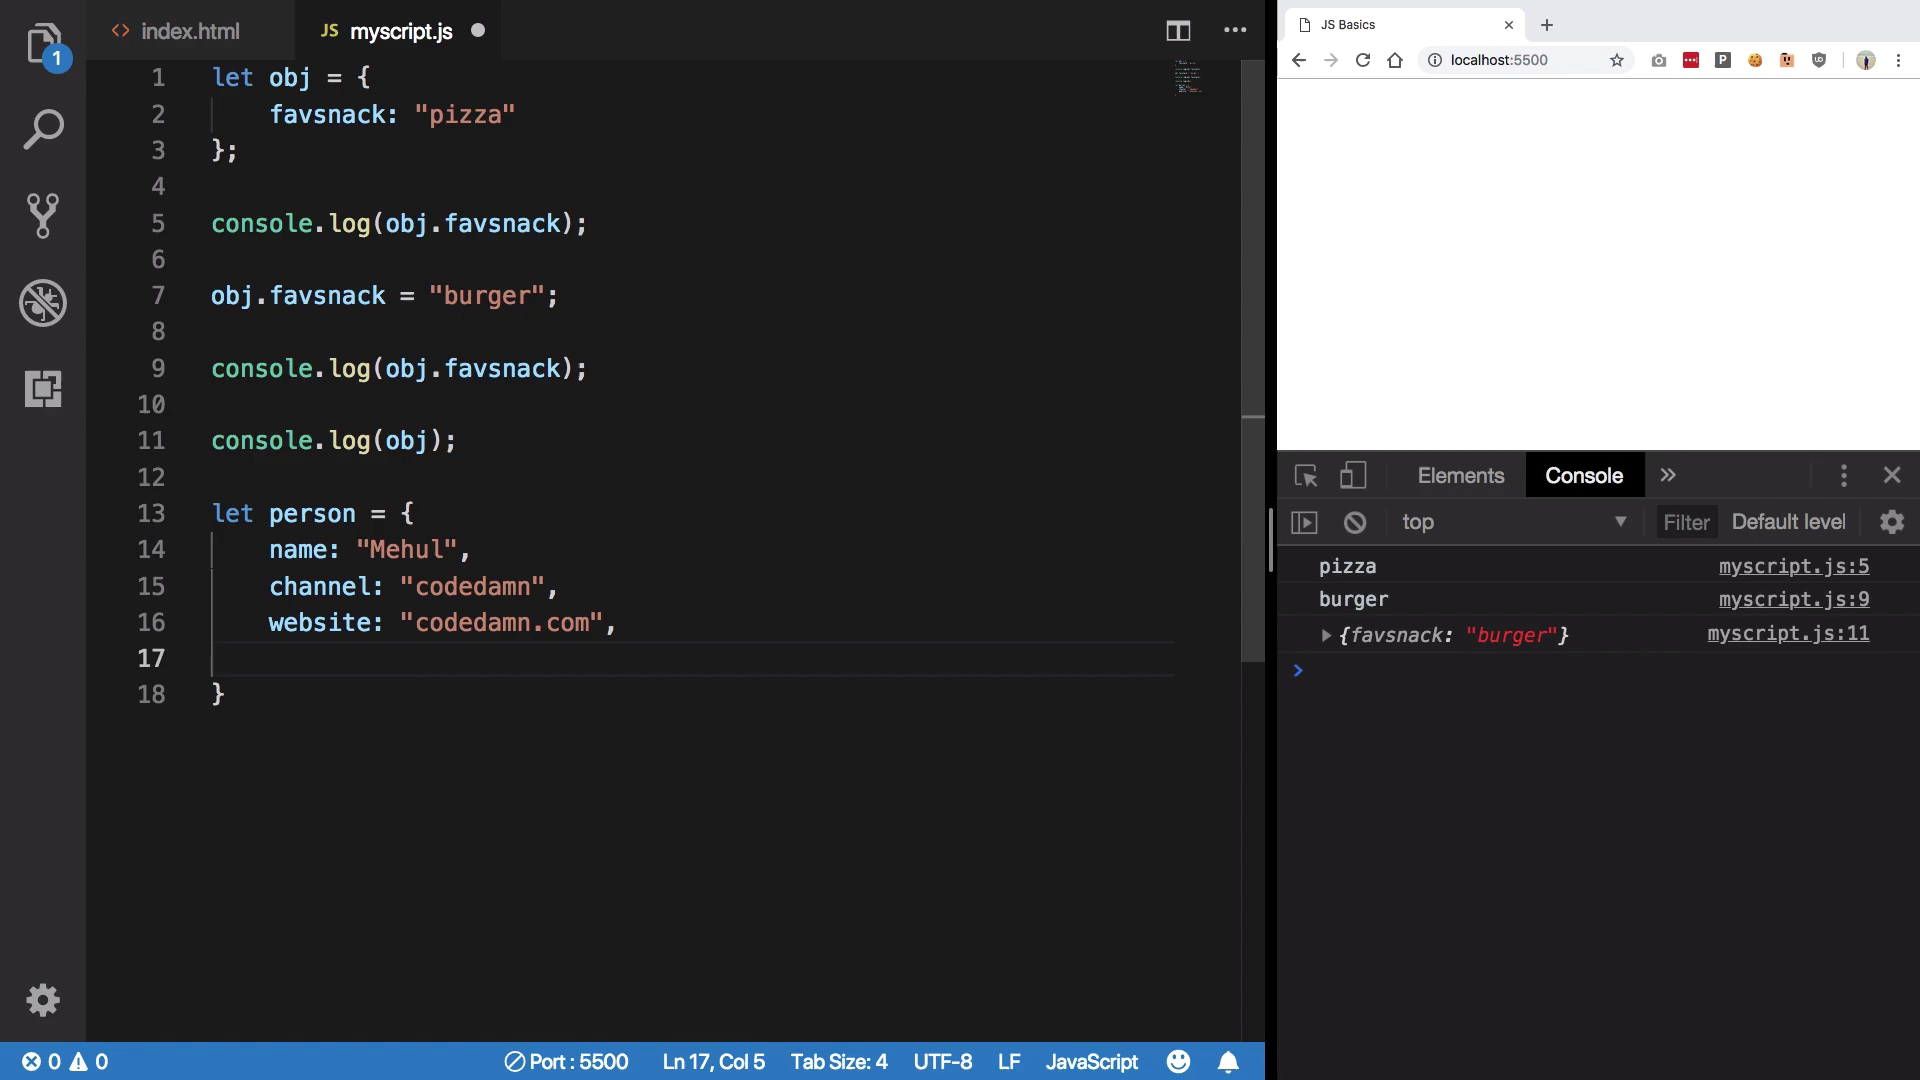 1
index.html
JS myscript.js
1 let obj = {
2 favsnack: "pizza"
3 };
4
5 console.log(obj.favsnack);
6
7 obj.favsnack = "burger";
8
9 console.log(obj.favsnack);
10
11 console.log(obj);
12
13 let person = {
14 name: "Mehul",
15 channel: "codedamn",
16 website: "codedamn.com",
17
18 }
0 0 Port : 5500 Ln 17, Col 5 Tab Size: 4 UTF-8 LF JavaScript
JS Basics
localhost:5500
Elements Console
top Filter Default level
pizza myscript.js:5
burger myscript.js:9
{favsnack: "burger"} myscript.js:11